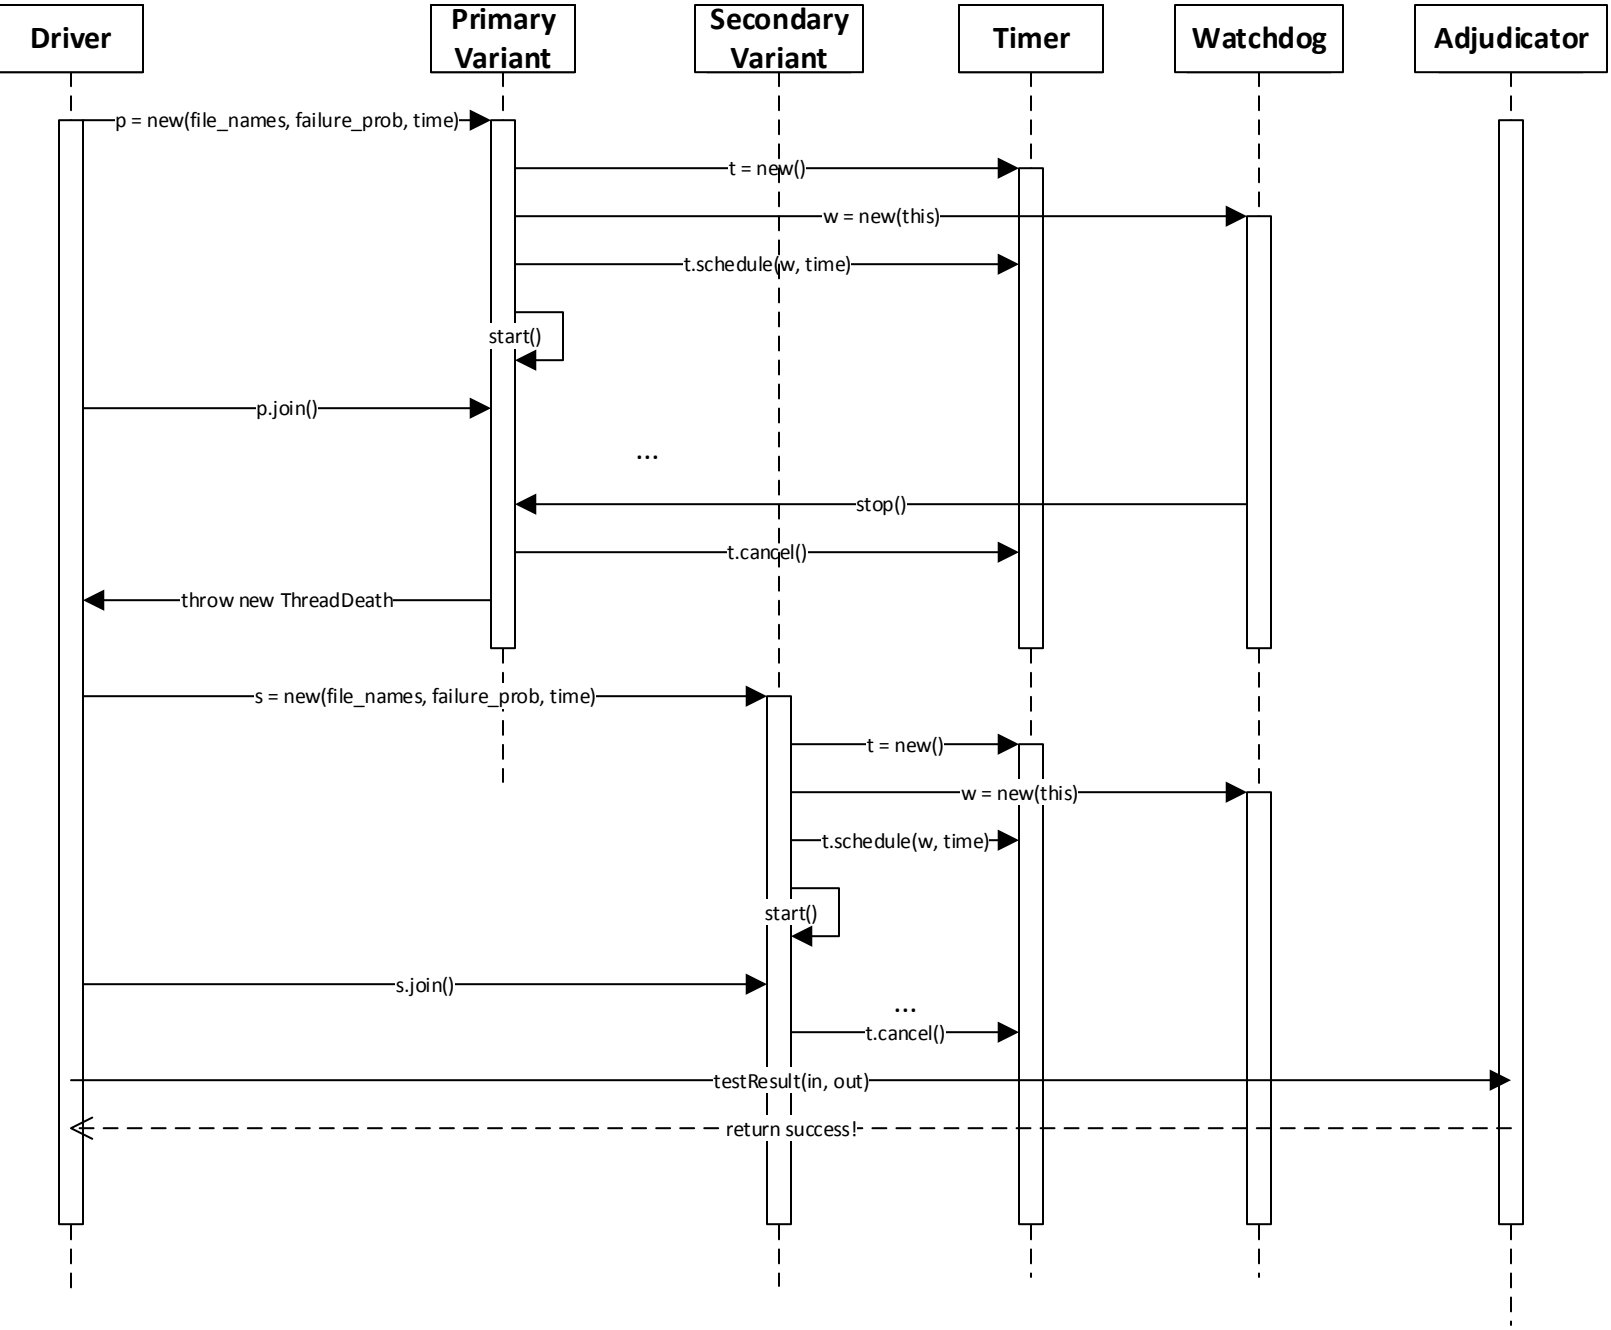 Driver
Primary
Variant
Secondary
Variant
Timer
Watchdog
Adjudicator
p = new(file_names, failure_prob, time)
t = new()
w = new(this)
t.schedule(w, time)
start()
p.join()
...
stop()
t.cancel()
throw new ThreadDeath
s = new(file_names, failure_prob, time)
t = new()
w = new(this)
t.schedule(w, time)
start()
s.join()
...
t.cancel()
testResult(in, out)
return success!